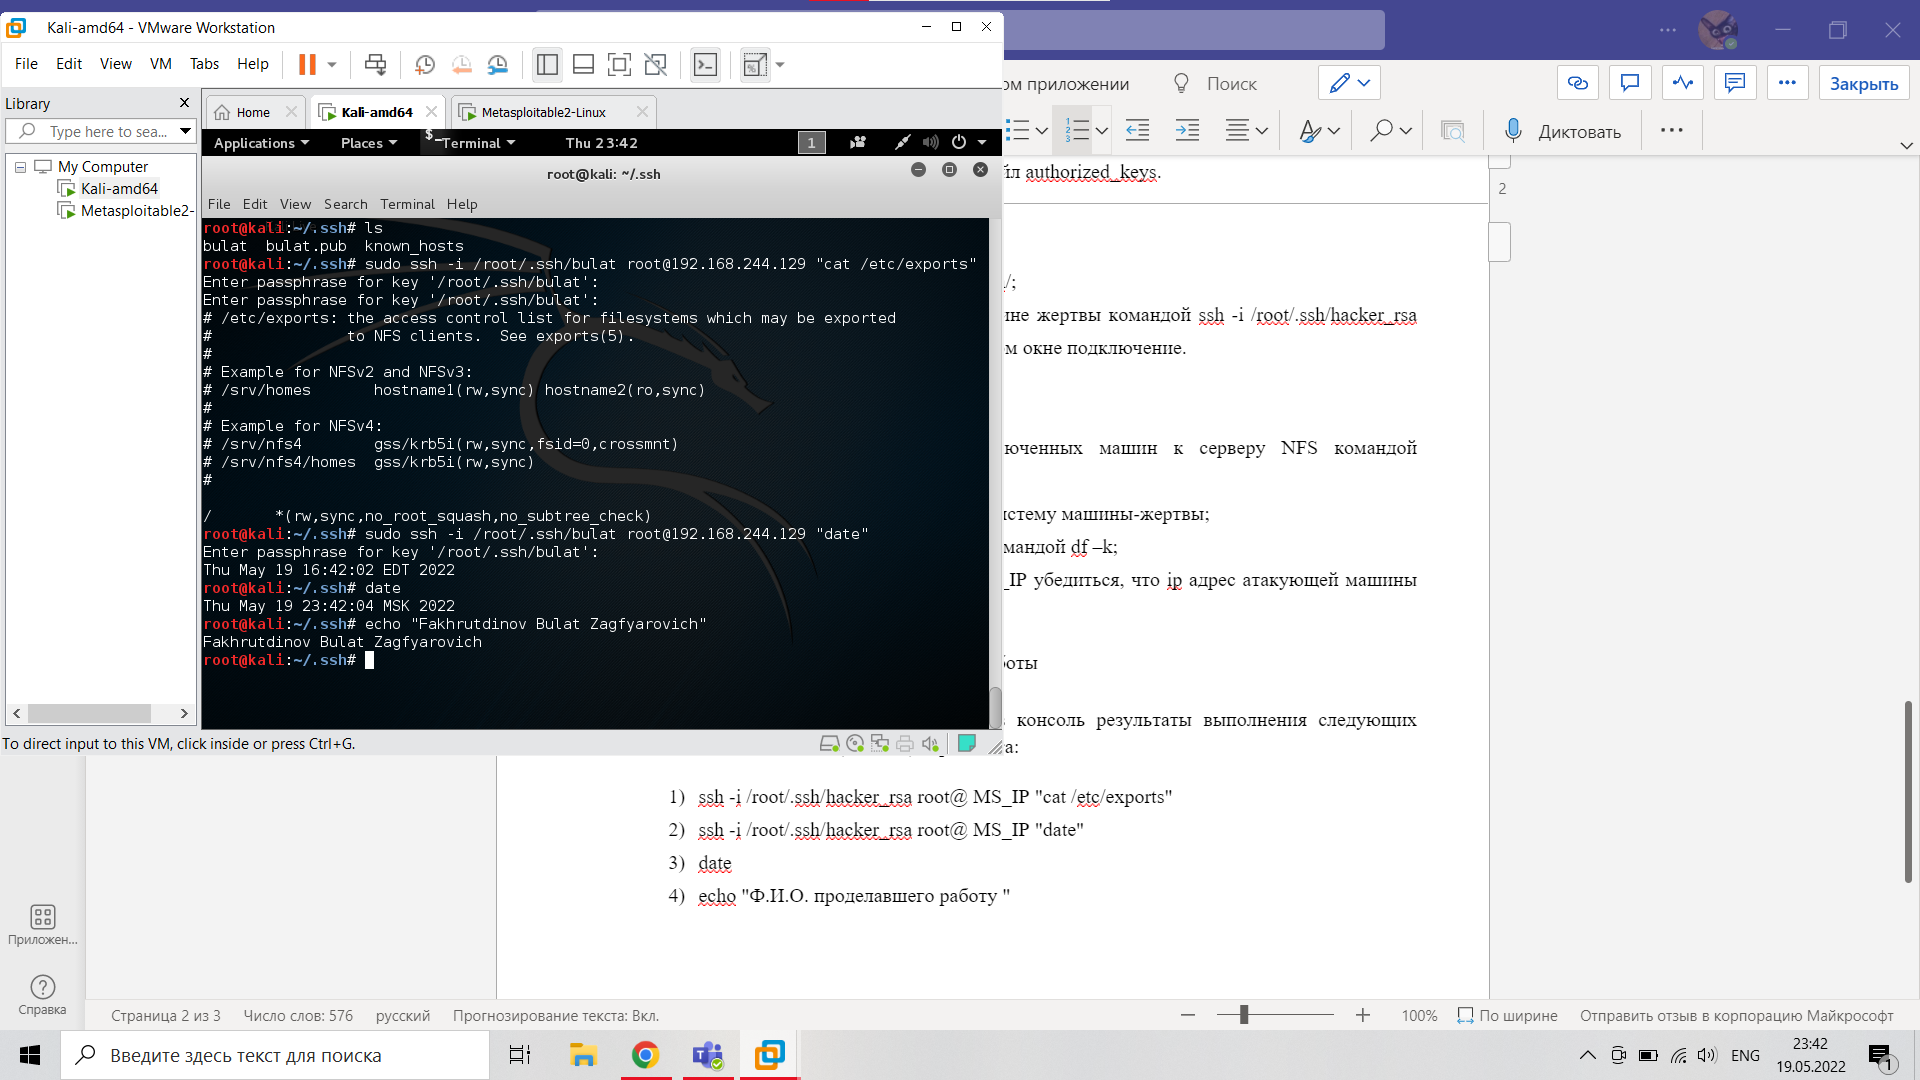 Kali-amd64 - VMware Workstation
File Edit View VM Tabs Help
Library
Type here to sea...
My Computer
Kali-amd64
Metasploitable2-
Home
Kali-amd64
Metasploitable2-Linux
Applications Places Terminal Thu 23:42 1
root@kali: ~/.ssh
File Edit View Search Terminal Help
root@kali:~/.ssh# ls
bulat bulat.pub known_hosts
root@kali:~/.ssh# sudo ssh -i /root/.ssh/bulat root@192.168.244.129 "cat /etc/exports"
Enter passphrase for key '/root/.ssh/bulat':
Enter passphrase for key '/root/.ssh/bulat':
# /etc/exports: the access control list for filesystems which may be exported
# to NFS clients. See exports(5).
#
# Example for NFSv2 and NFSv3:
# /srv/homes hostname1(rw,sync) hostname2(ro,sync)
#
# Example for NFSv4:
# /srv/nfs4 gss/krb5i(rw,sync,fsid=0,crossmnt)
# /srv/nfs4/homes gss/krb5i(rw,sync)
#
/ *(rw,sync,no_root_squash,no_subtree_check)
root@kali:~/.ssh# sudo ssh -i /root/.ssh/bulat root@192.168.244.129 "date"
Enter passphrase for key '/root/.ssh/bulat':
Thu May 19 16:42:02 EDT 2022
root@kali:~/.ssh# date
Thu May 19 23:42:04 MSK 2022
root@kali:~/.ssh# echo "Fakhrutdinov Bulat Zagfyarovich"
Fakhrutdinov Bulat Zagfyarovich
root@kali:~/.ssh#
To direct input to this VM, click inside or press Ctrl+G.
ом приложении
Поиск
Закрыть
Диктовать
йл authorized_keys.
2
/;
не жертвы командой ssh -i /root/.ssh/hacker_rsa
м окне подключение.
юченных машин к серверу NFS командой
истему машины-жертвы;
мандой df –k;
_IP убедиться, что ip адрес атакующей машины
боты
консоль результаты выполнения следующих
а:
1) ssh -i /root/.ssh/hacker_rsa root@ MS_IP "cat /etc/exports"
2) ssh -i /root/.ssh/hacker_rsa root@ MS_IP "date"
3) date
4) echo "Ф.И.О. проделавшего работу "
Приложен...
Справка
Страница 2 из 3 Число слов: 576 русский Прогнозирование текста: Вкл.
100% По ширине Отправить отзыв в корпорацию Майкрософт
Введите здесь текст для поиска
ENG
23:42
19.05.2022
1